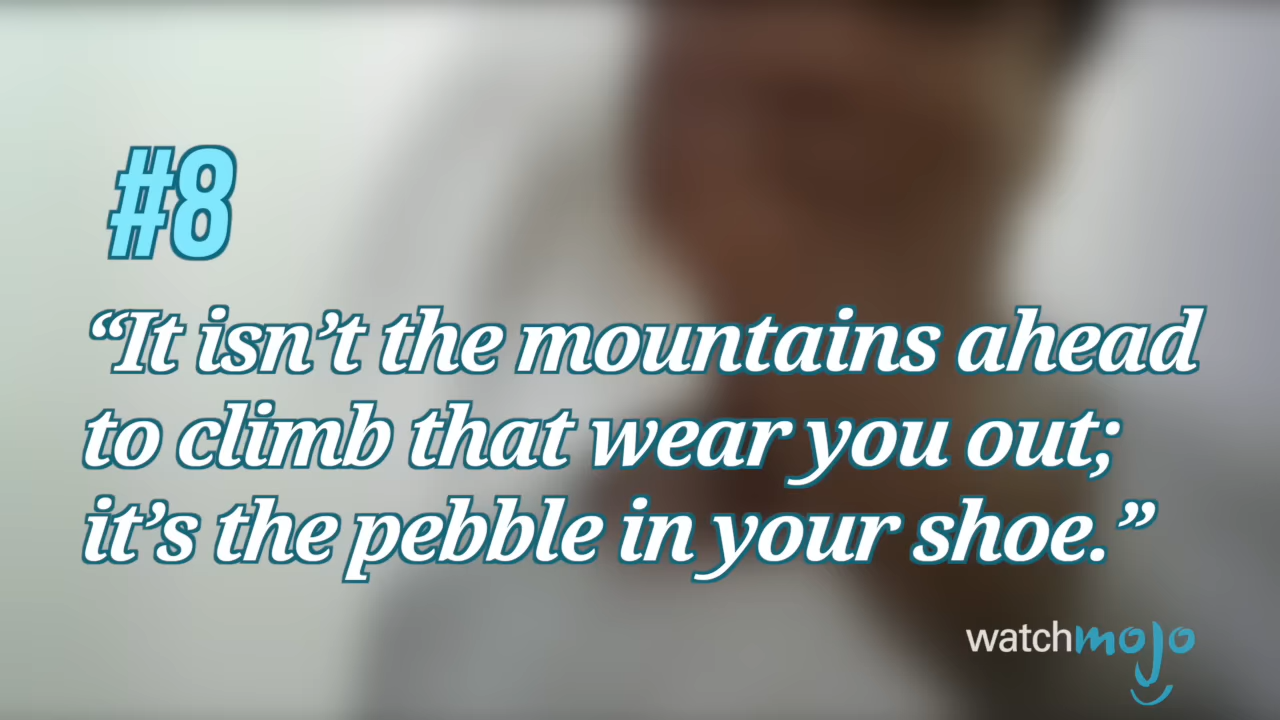 #8
“It isn’t the mountains ahead
to climb that wear you out;
it’s the pebble in your shoe.”
watchmojo